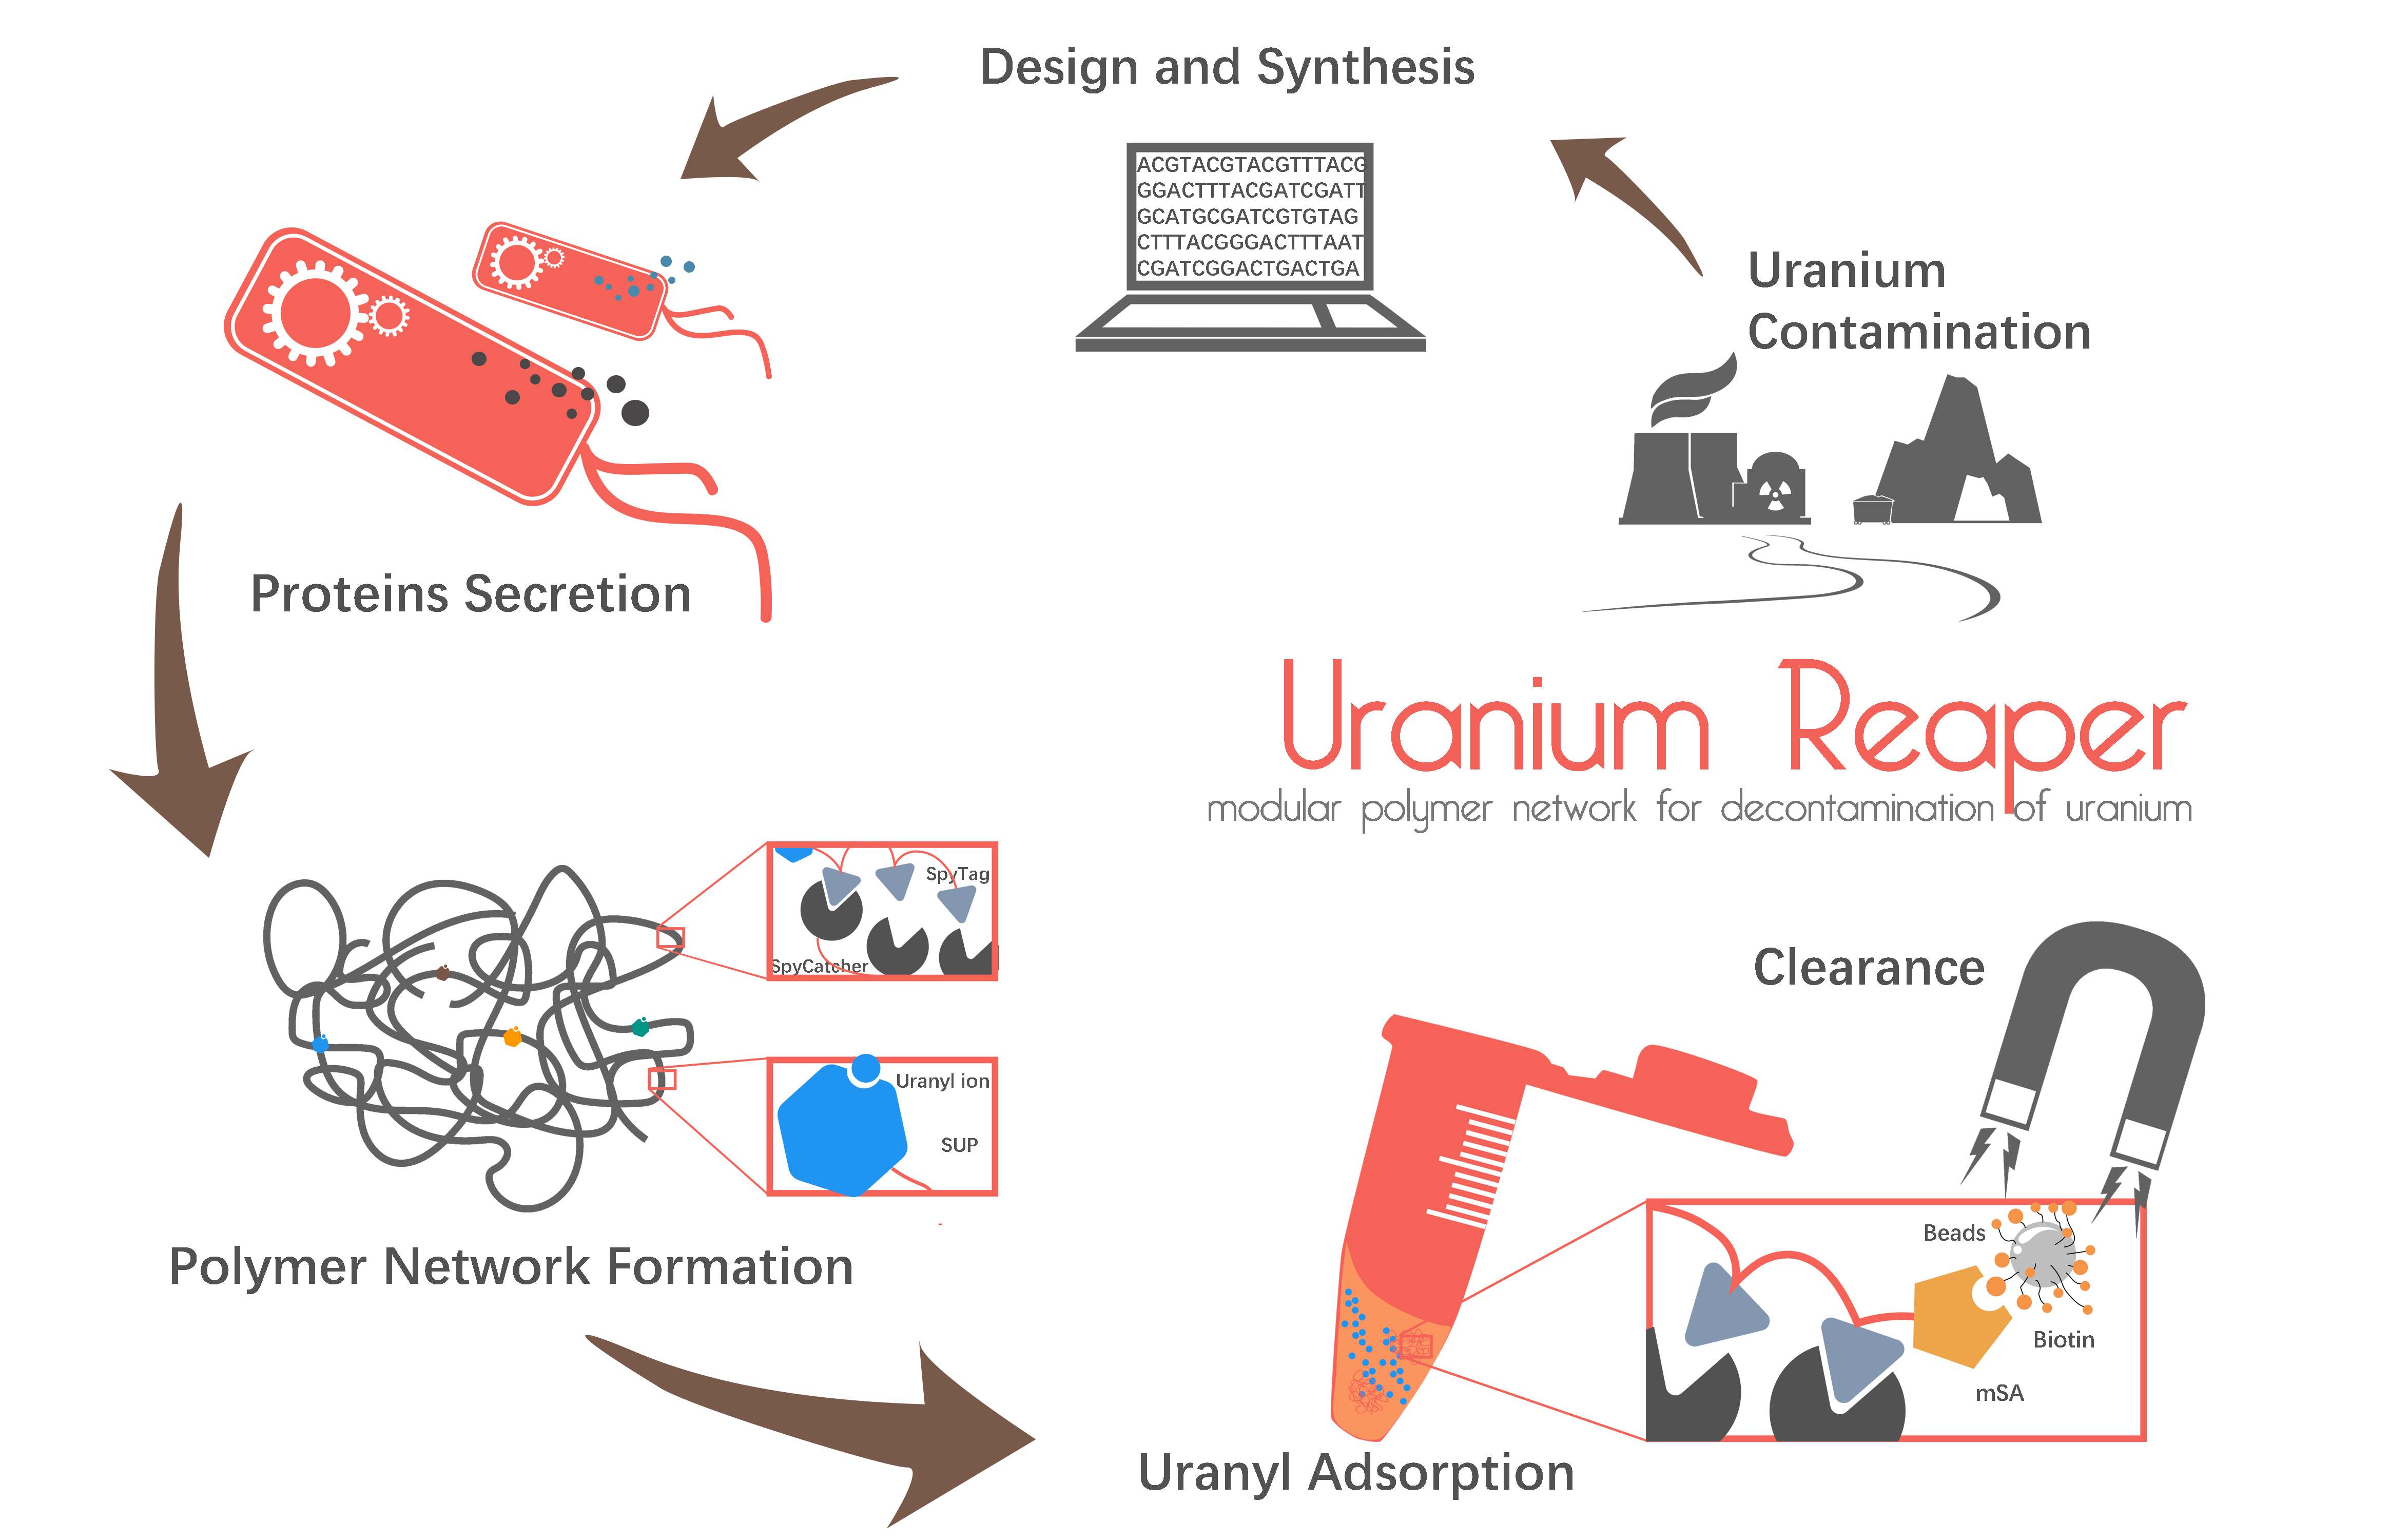 Design and Synthesis
ACGTACGTACGTTTACG
GGACTTTACGATCGATT
GCATGCGATCGTGTAG
CTTTACGGGACTTTAAT
CGATCGGACTGACTGA
Uranium
Contamination
Proteins Secretion
Uranium Reaper
modular polymer network for decontamination of uranium
SpyTag
SpyCatcher
Uranyl ion
SUP
Polymer Network Formation
Clearance
Beads
Biotin
mSA
Uranyl Adsorption